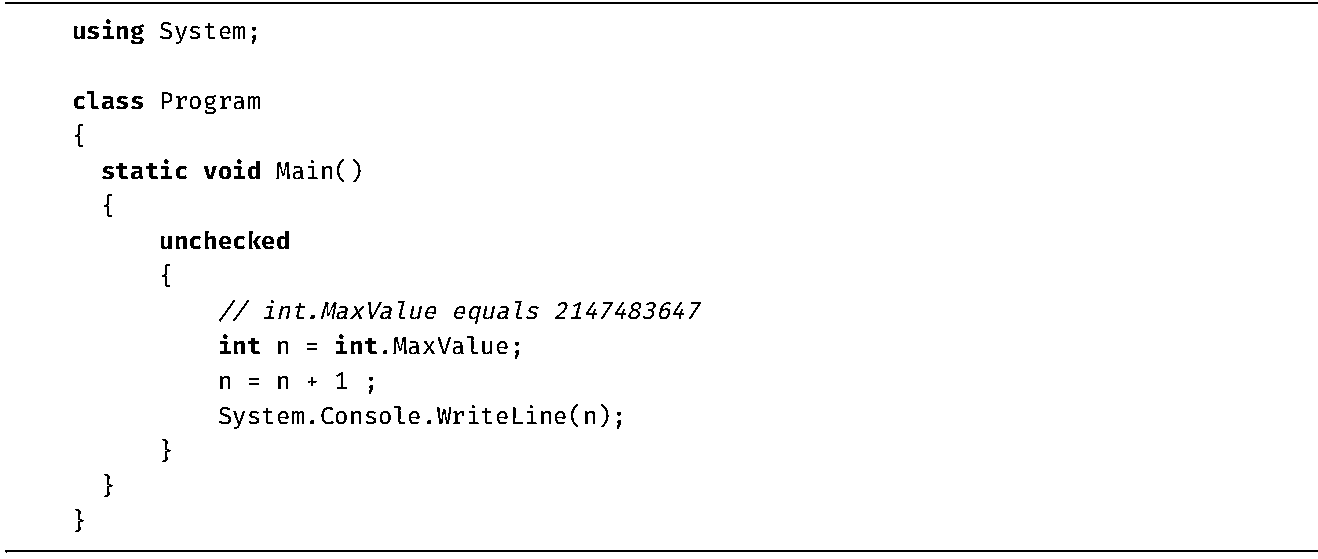 using System;

class Program
{
  static void Main()
  {
      unchecked
      {
          // int.MaxValue equals 2147483647
          int n = int.MaxValue;
          n = n + 1 ;
          System.Console.WriteLine(n);
      }
  }
}